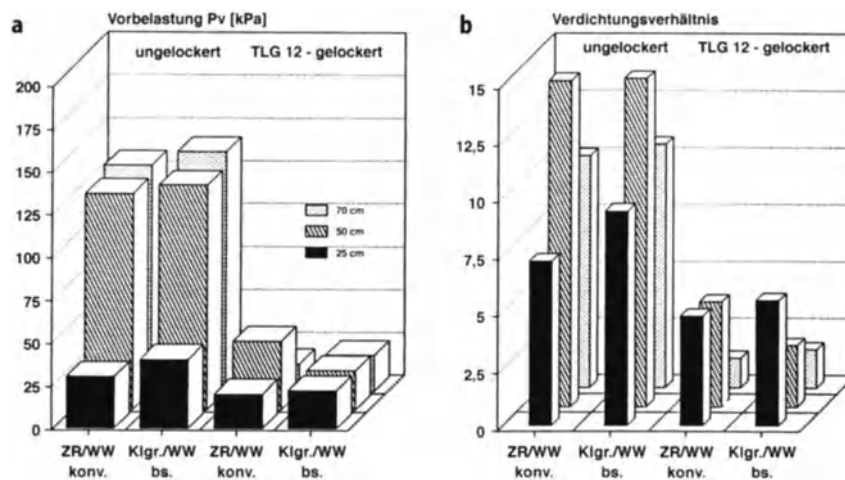 a
Vorbelastung Pv [kPa]
ungelockert TLG 12 - gelockert
200
175
150
125
100
75
50
25
0
70 cm
50 cm
25 cm
ZR/WW Klgr./WW ZR/WW Klgr./WW
konv. bs. konv. bs.
b
Verdichtungsverhältnis
ungelockert TLG 12 - gelockert
15
12,5
10
7,5
5
2,5
0
ZR/WW Klgr./WW ZR/WW Klgr./WW
konv. bs. konv. bs.